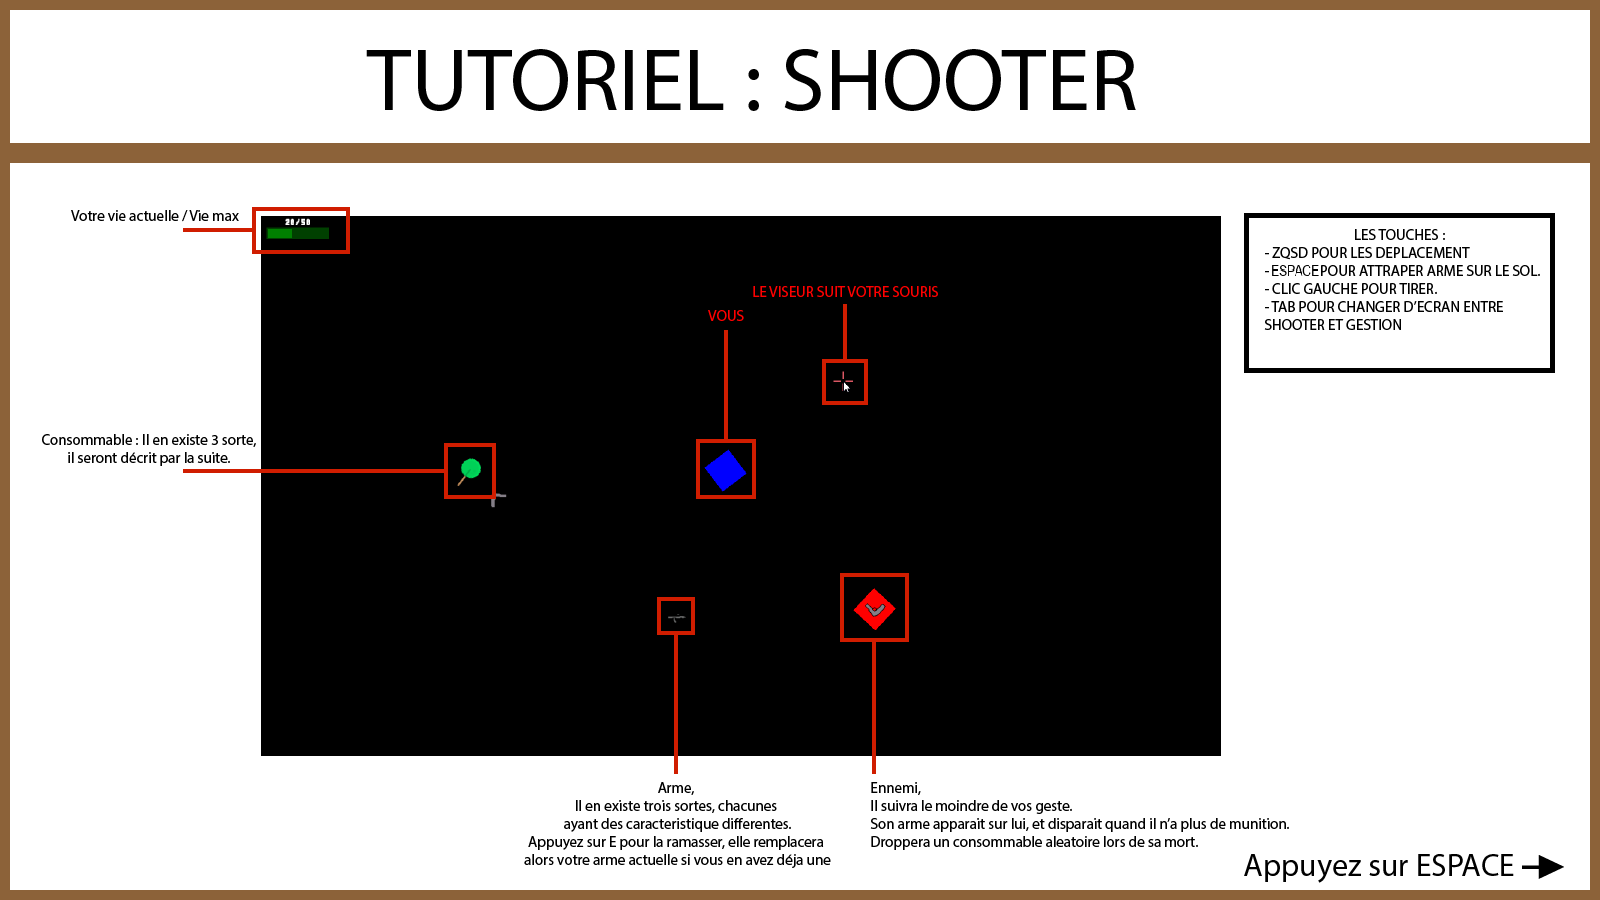 TUTORIEL : SHOOTER
Votre vie actuelle / Vie max
20/50
LES TOUCHES :
- ZQSD POUR LES DEPLACEMENT
- ESPACE POUR ATTRAPER ARME SUR LE SOL.
- CLIC GAUCHE POUR TIRER.
- TAB POUR CHANGER D'ECRAN ENTRE
SHOOTER ET GESTION
LE VISEUR SUIT VOTRE SOURIS
VOUS
Consommable : Il en existe 3 sorte,
il seront décrit par la suite.
Arme,
Il en existe trois sortes, chacunes
ayant des caracteristique differentes.
Appuyez sur E pour la ramasser, elle remplacera
alors votre arme actuelle si vous en avez déja une
Ennemi,
Il suivra le moindre de vos geste.
Son arme apparait sur lui, et disparait quand il n'a plus de munition.
Droppera un consommable aleatoire lors de sa mort.
Appuyez sur ESPACE